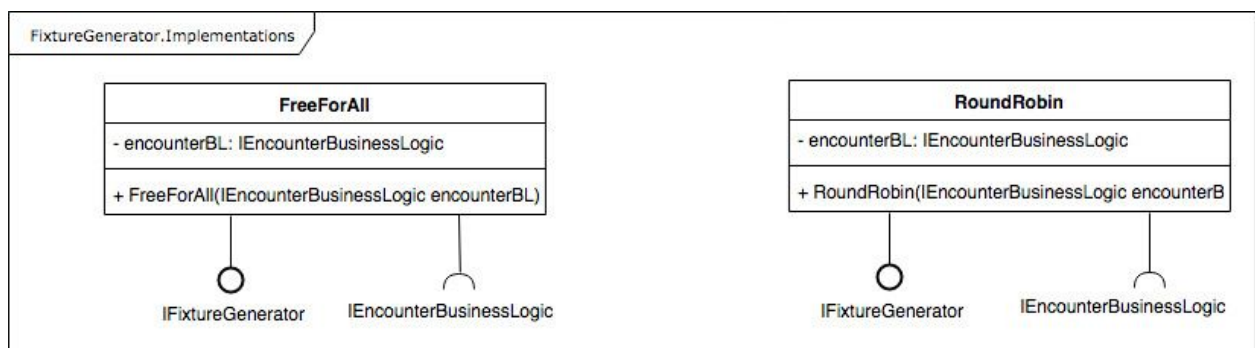 FixtureGenerator.Implementations
FreeForAll
- encounterBL: IEncounterBusinessLogic
+ FreeForAll(IEncounterBusinessLogic encounterBL)
IFixtureGenerator
IEncounterBusinessLogic
RoundRobin
- encounterBL: IEncounterBusinessLogic
+ RoundRobin(IEncounterBusinessLogic encounterB
IFixtureGenerator
IEncounterBusinessLogic